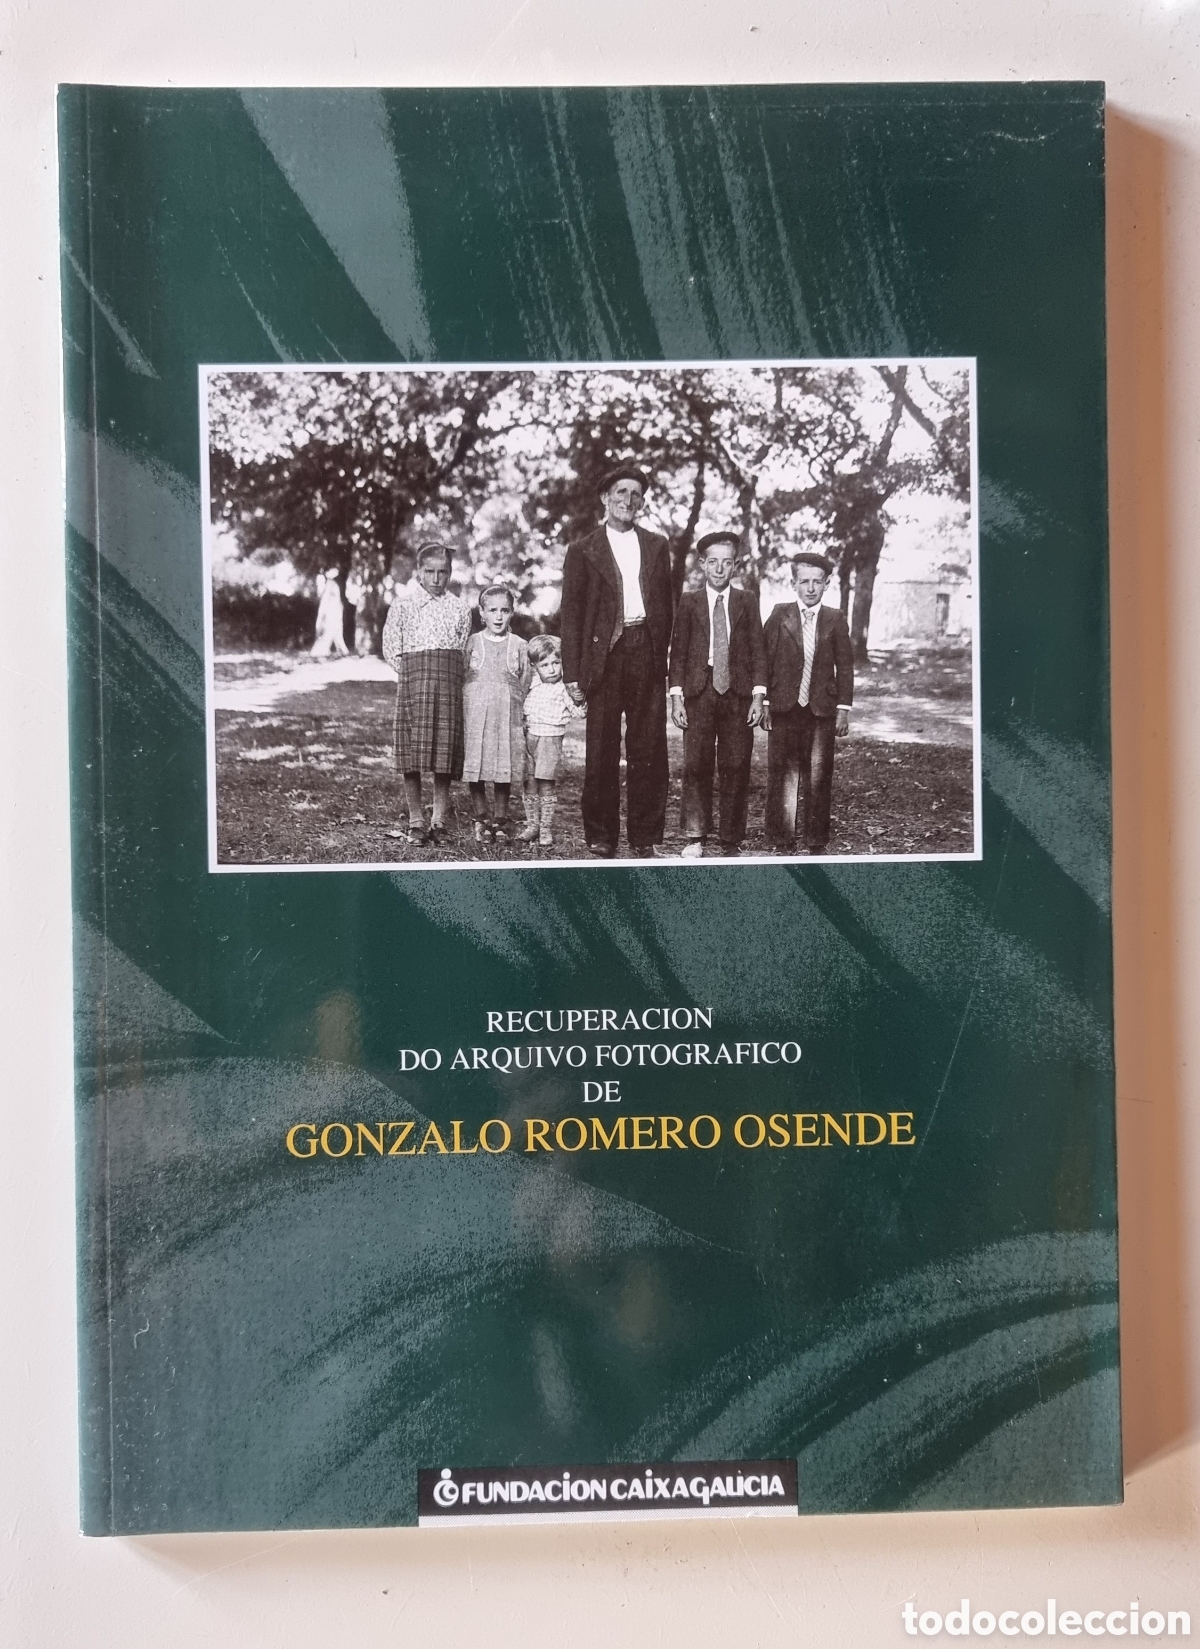 RECUPERACION
DO ARQUIVO FOTOGRAFICO
DE
GONZALO ROMERO OSENDE
FUNDACION CAIXAGALICIA
todocoleccion